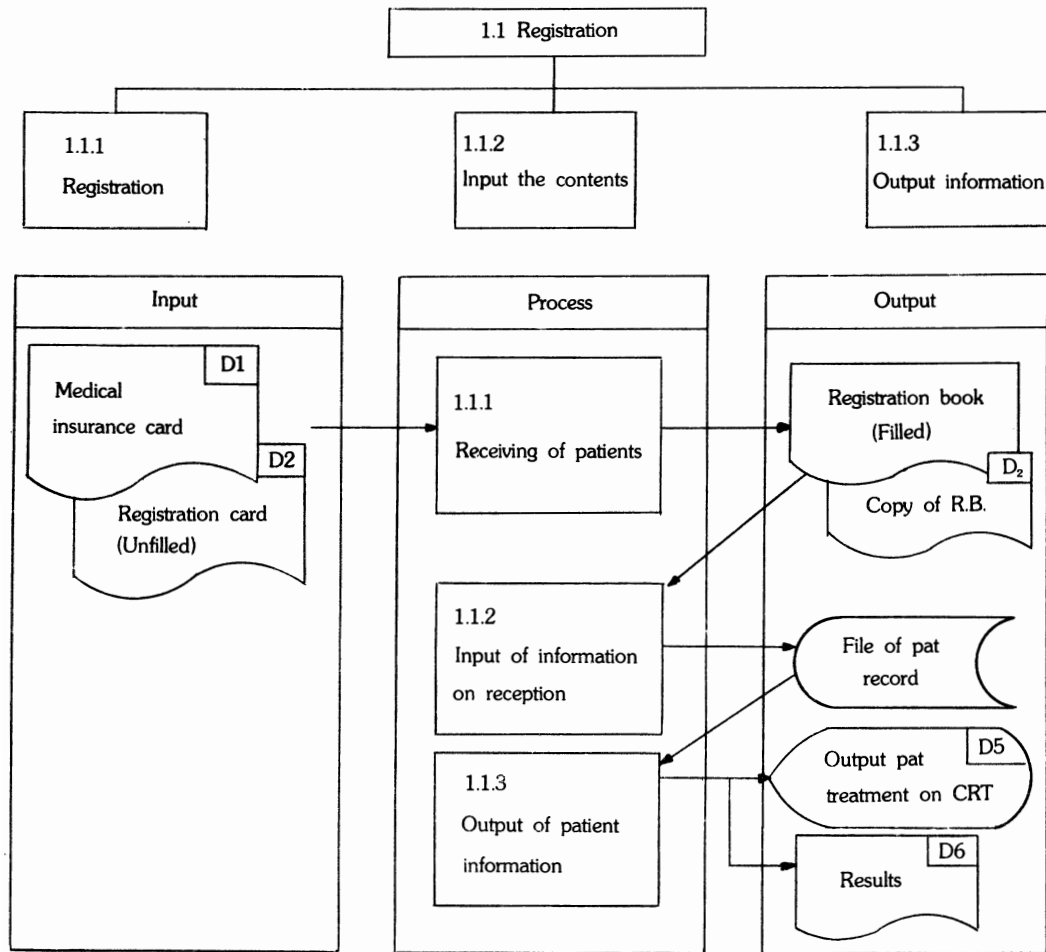 1.1 Registration
1.1.1
Registration
1.1.2
Input the contents
1.1.3
Output information
Input
Process
Output
D1
Medical
insurance card
D2
Registration card
(Unfilled)
1.1.1
Receiving of patients
Registration book
(Filled)
D₂
Copy of R.B.
1.1.2
Input of information
on reception
File of pat
record
1.1.3
Output of patient
information
D5
Output pat
treatment on CRT
D6
Results